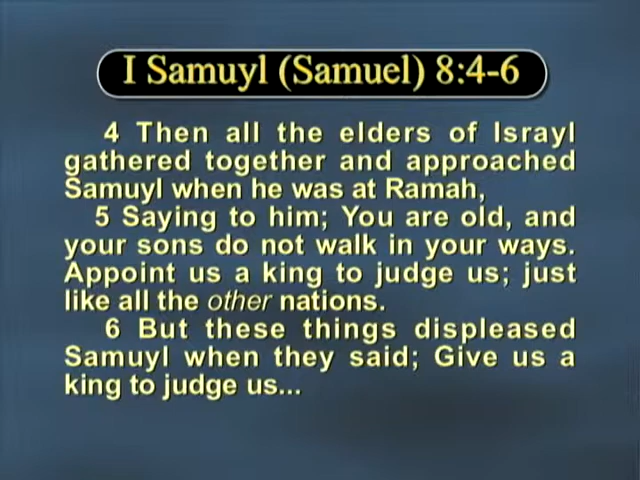 I Samuyl (Samuel) 8:4-6
4 Then all the elders of Israyl
gathered together and approached
Samuyl when he was at Ramah,
5 Saying to him; You are old, and
your sons do not walk in your ways.
Appoint us a king to judge us; just
like all the other nations.
6 But these things displeased
Samuyl when they said; Give us a
king to judge us...